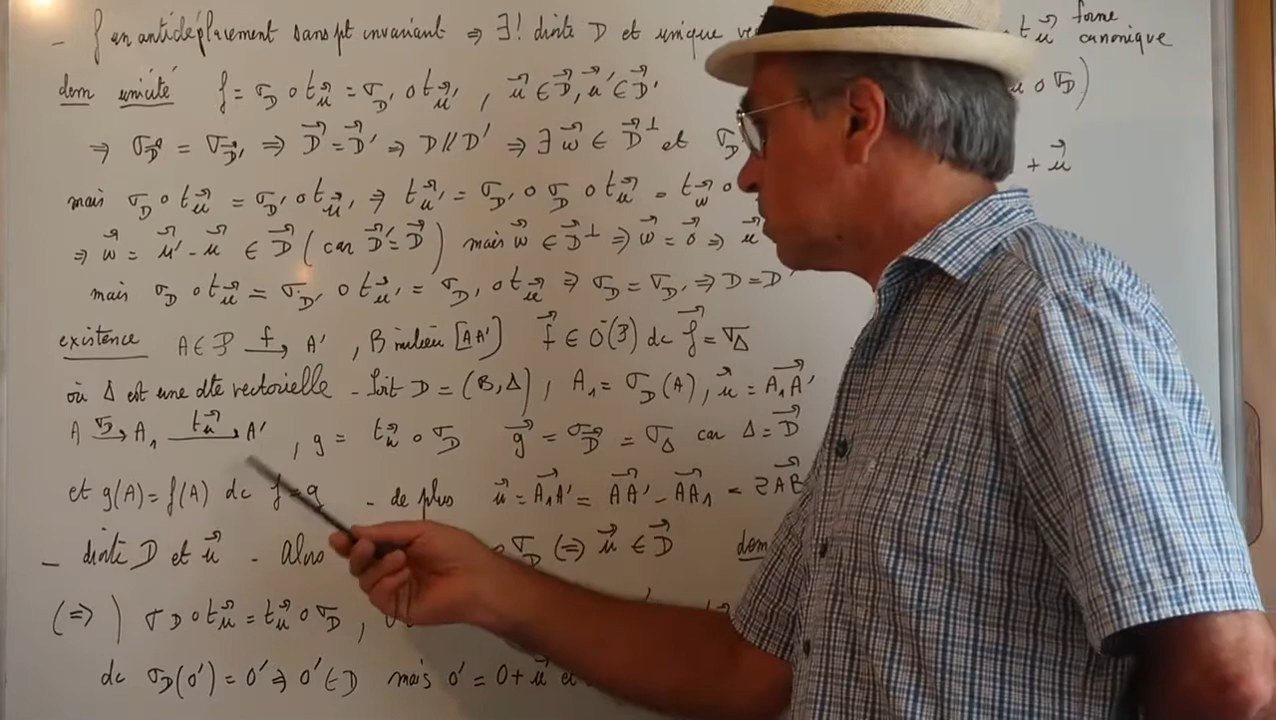 - f un antidéplacement sans pt invariant ⇒ ∃! droite D et unique t_u⃗ forme canonique
dem unicité f = σ_D o t_u⃗ = σ_D' o t_u⃗' , u⃗ ∈ D⃗, u⃗' ∈ D⃗' o σ_D)
⇒ σ_D⃗ = σ_D⃗' ⇒ D⃗ = D⃗' ⇒ D // D' ⇒ ∃ w⃗ ∈ D⃗^⊥ et σ_D + u⃗
mais σ_D o t_u⃗ = σ_D' o t_u⃗' ⇒ t_u⃗' = σ_D' o σ_D o t_u⃗ = t_w⃗ o
⇒ w⃗ = u⃗' - u⃗ ∈ D⃗ (car D⃗' = D⃗) mais w⃗ ∈ D⃗^⊥ ⇒ w⃗ = o⃗ ⇒ u⃗
mais σ_D o t_u⃗ = σ_D' o t_u⃗' = σ_D' o t_u⃗ ⇒ σ_D = σ_D' ⇒ D = D'
existence A ∈ P —f→ A' , B milieu [AA'] f⃗ ∈ O⁻(P⃗) dc f⃗ = σ_Δ
où Δ est une dte vectorielle - Soit D = (B, Δ) , A₁ = σ_D(A) , u⃗ = A₁A'⃗
A —σ_D→ A₁ —t_u⃗→ A' , g = t_u⃗ o σ_D g⃗ = σ_D⃗ = σ_Δ car Δ = D⃗
et g(A) = f(A) dc f = g - de plus u⃗ = A₁A'⃗ = AA'⃗ - AA₁⃗ = 2AB⃗
- droite D et u⃗ - Alors o σ_D ⇔ u⃗ ∈ D⃗ dem
(⇒) σ_D o t_u⃗ = t_u⃗ o σ_D ,
dc σ_D(O') = O' ⇒ O' ∈ D mais O' = O + u⃗ et